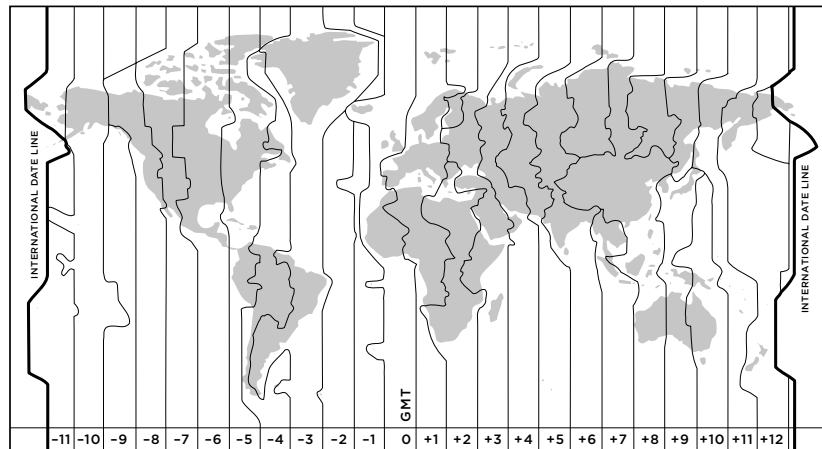 INTERNATIONAL DATE LINE
INTERNATIONAL DATE LINE
GMT
–11 –10 –9 –8 –7 –6 –5 –4 –3 –2 –1 0 +1 +2 +3 +4 +5 +6 +7 +8 +9 +10 +11 +12